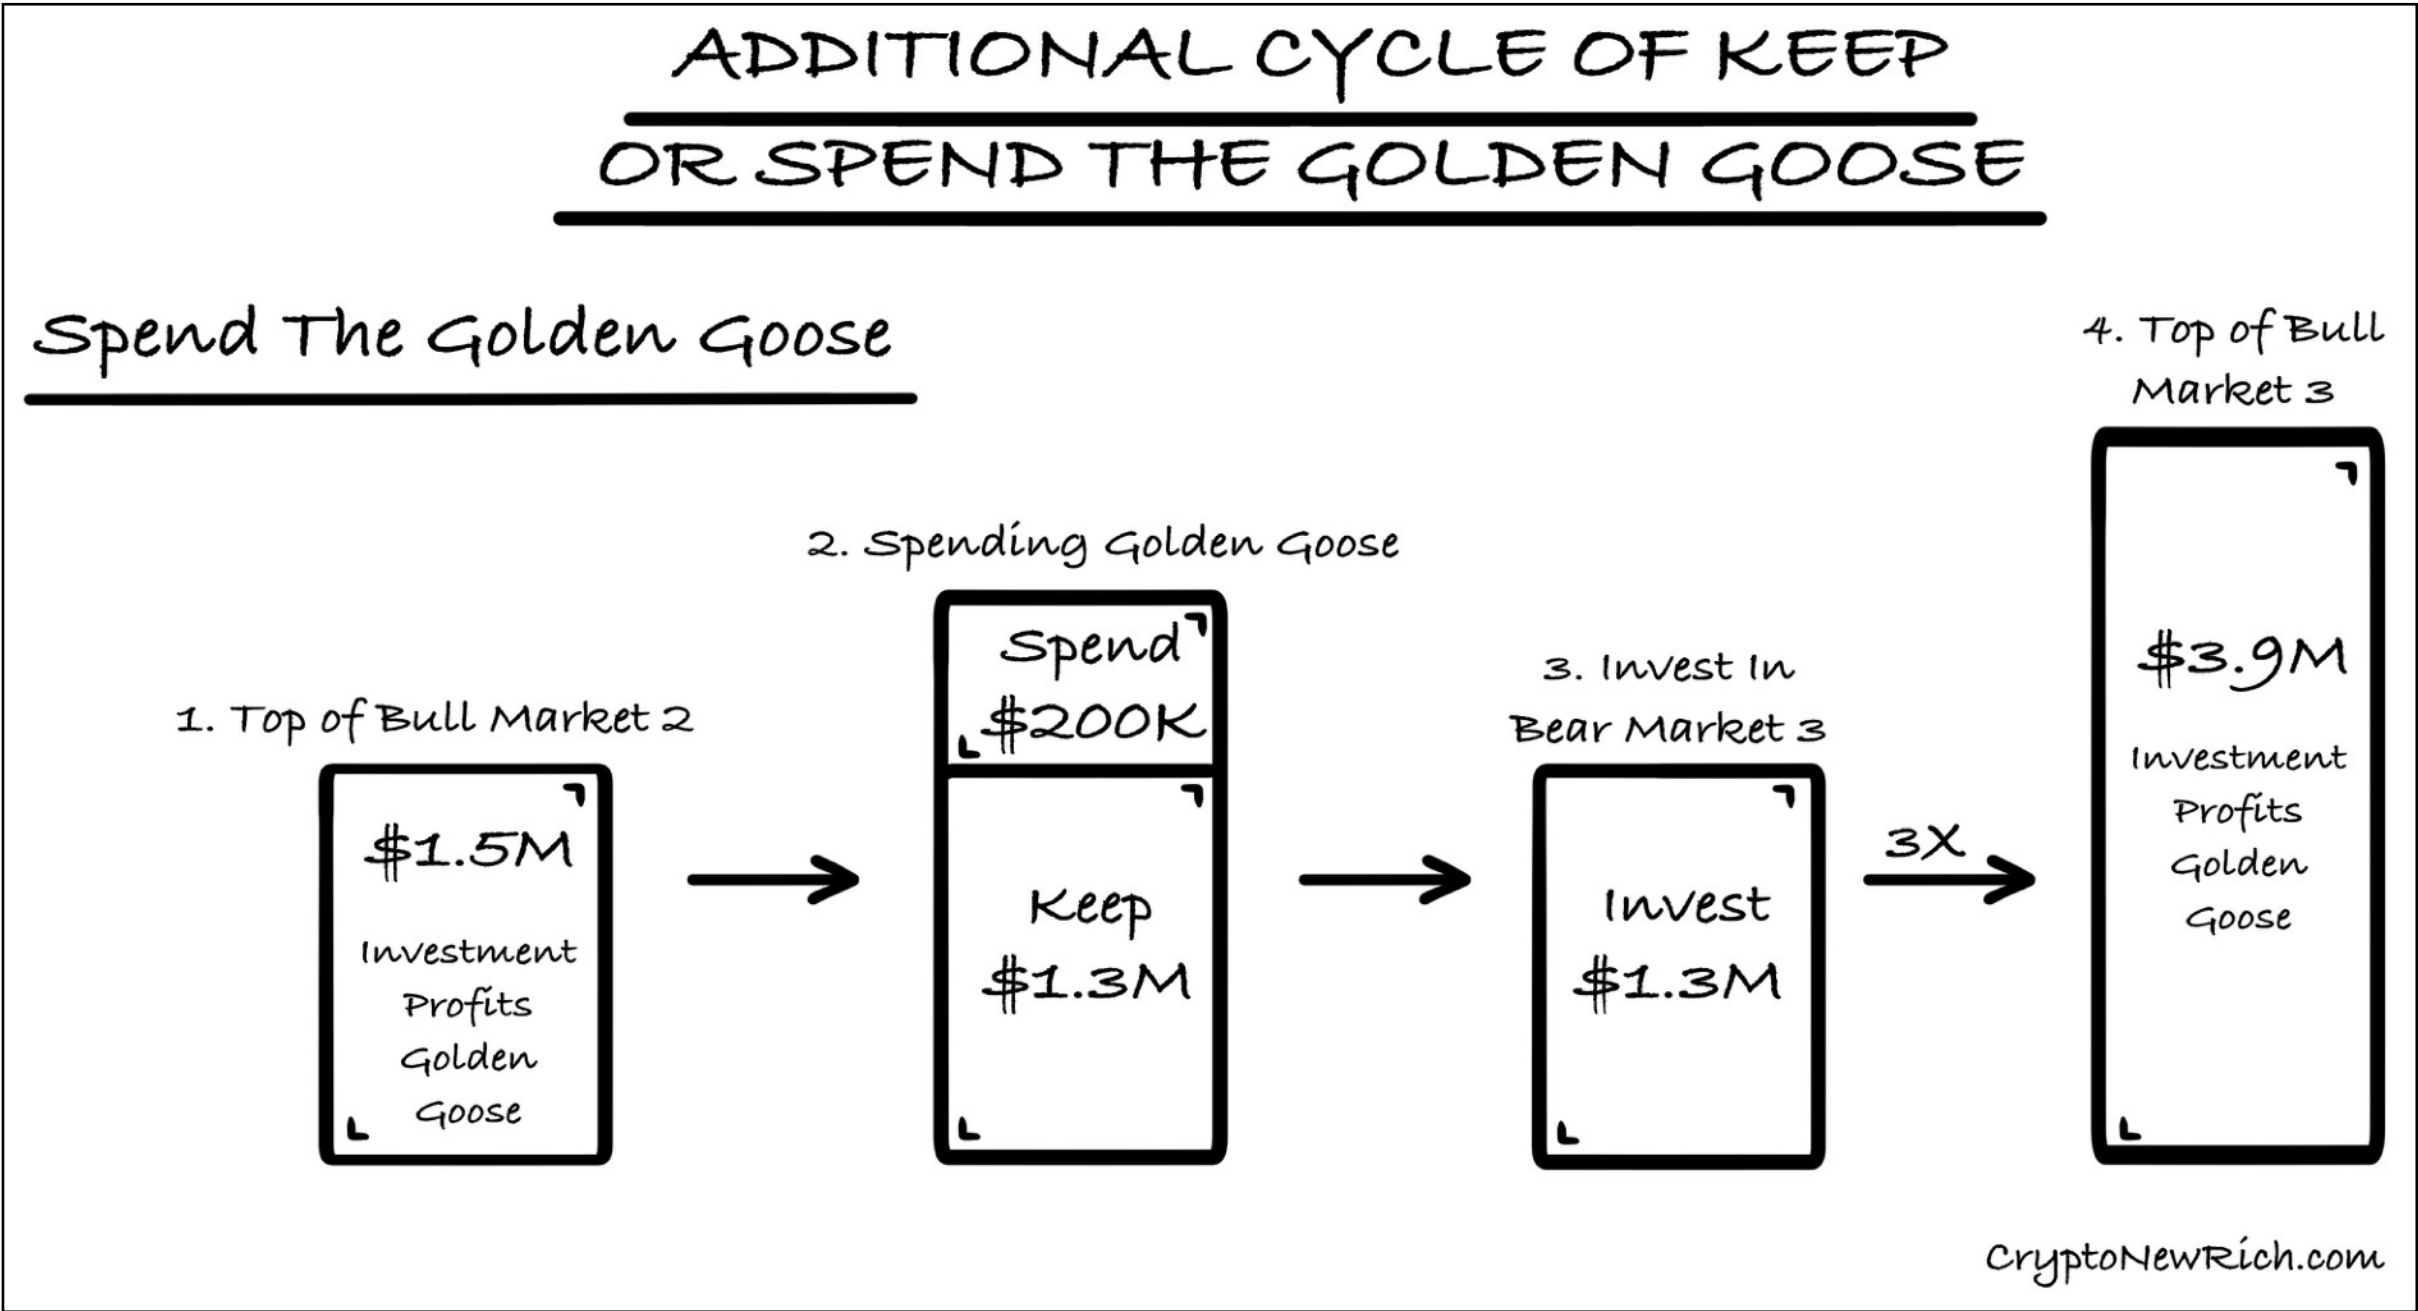 ADDITIONAL CYCLE OF KEEP
OR SPEND THE GOLDEN GOOSE
Spend The Golden Goose
1. Top of Bull Market 2
$1.5M
Investment
Profits
Golden
Goose
2. Spending Golden Goose
Spend
$200K
Keep
$1.3M
3. Invest In
Bear Market 3
Invest
$1.3M
3X
4. Top of Bull
Market 3
$3.9M
Investment
Profits
Golden
Goose
CryptoNewRich.com